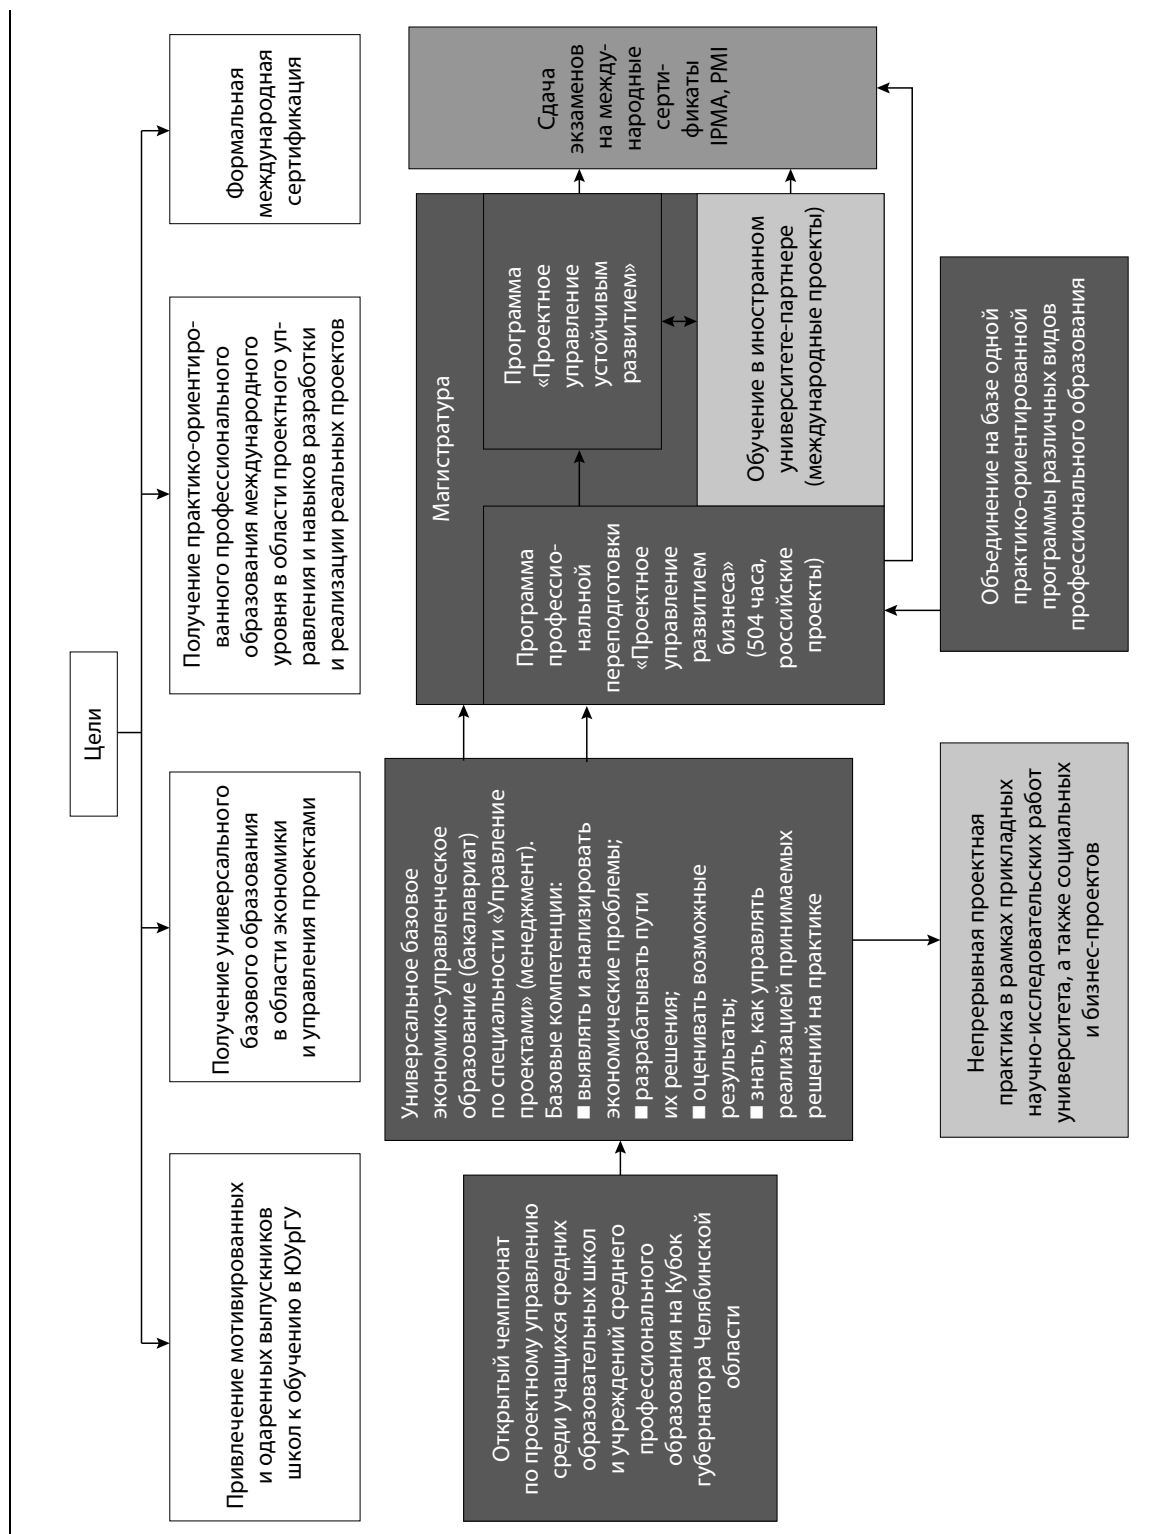 Цели
Привлечение мотивированных
и одаренных выпускников
школ к обучению в ЮУрГУ
Получение универсального
базового образования
в области экономики
и управления проектами
Получение практико-ориентиро-
ванного профессионального
образования международного
уровня в области проектного уп-
равления и навыков разработки
и реализации реальных проектов
Формальная
международная
сертификация
Открытый чемпионат
по проектному управлению
среди учащихся средних
образовательных школ
и учреждений среднего
профессионального
образования на Кубок
губернатора Челябинской
области
Универсальное базовое
экономико-управленческое
образование (бакалавриат)
по специальности «Управление
проектами» (менеджмент).
Базовые компетенции:
■ выявлять и анализировать
экономические проблемы;
■ разрабатывать пути
их решения;
■ оценивать возможные
результаты;
■ знать, как управлять
реализацией принимаемых
решений на практике
Магистратура
Программа
профессио-
нальной
переподготовки
«Проектное
управление
развитием
бизнеса»
(504 часа,
российские
проекты)
Программа
«Проектное
управление
устойчивым
развитием»
Обучение в иностранном
университете-партнере
(международные проекты)
Сдача
экзаменов
на между-
народные
серти-
фикаты
IPMA, PMI
Непрерывная проектная
практика в рамках прикладных
научно-исследовательских работ
университета, а также социальных
и бизнес-проектов
Объединение на базе одной
практико-ориентированной
программы различных видов
профессионального образования